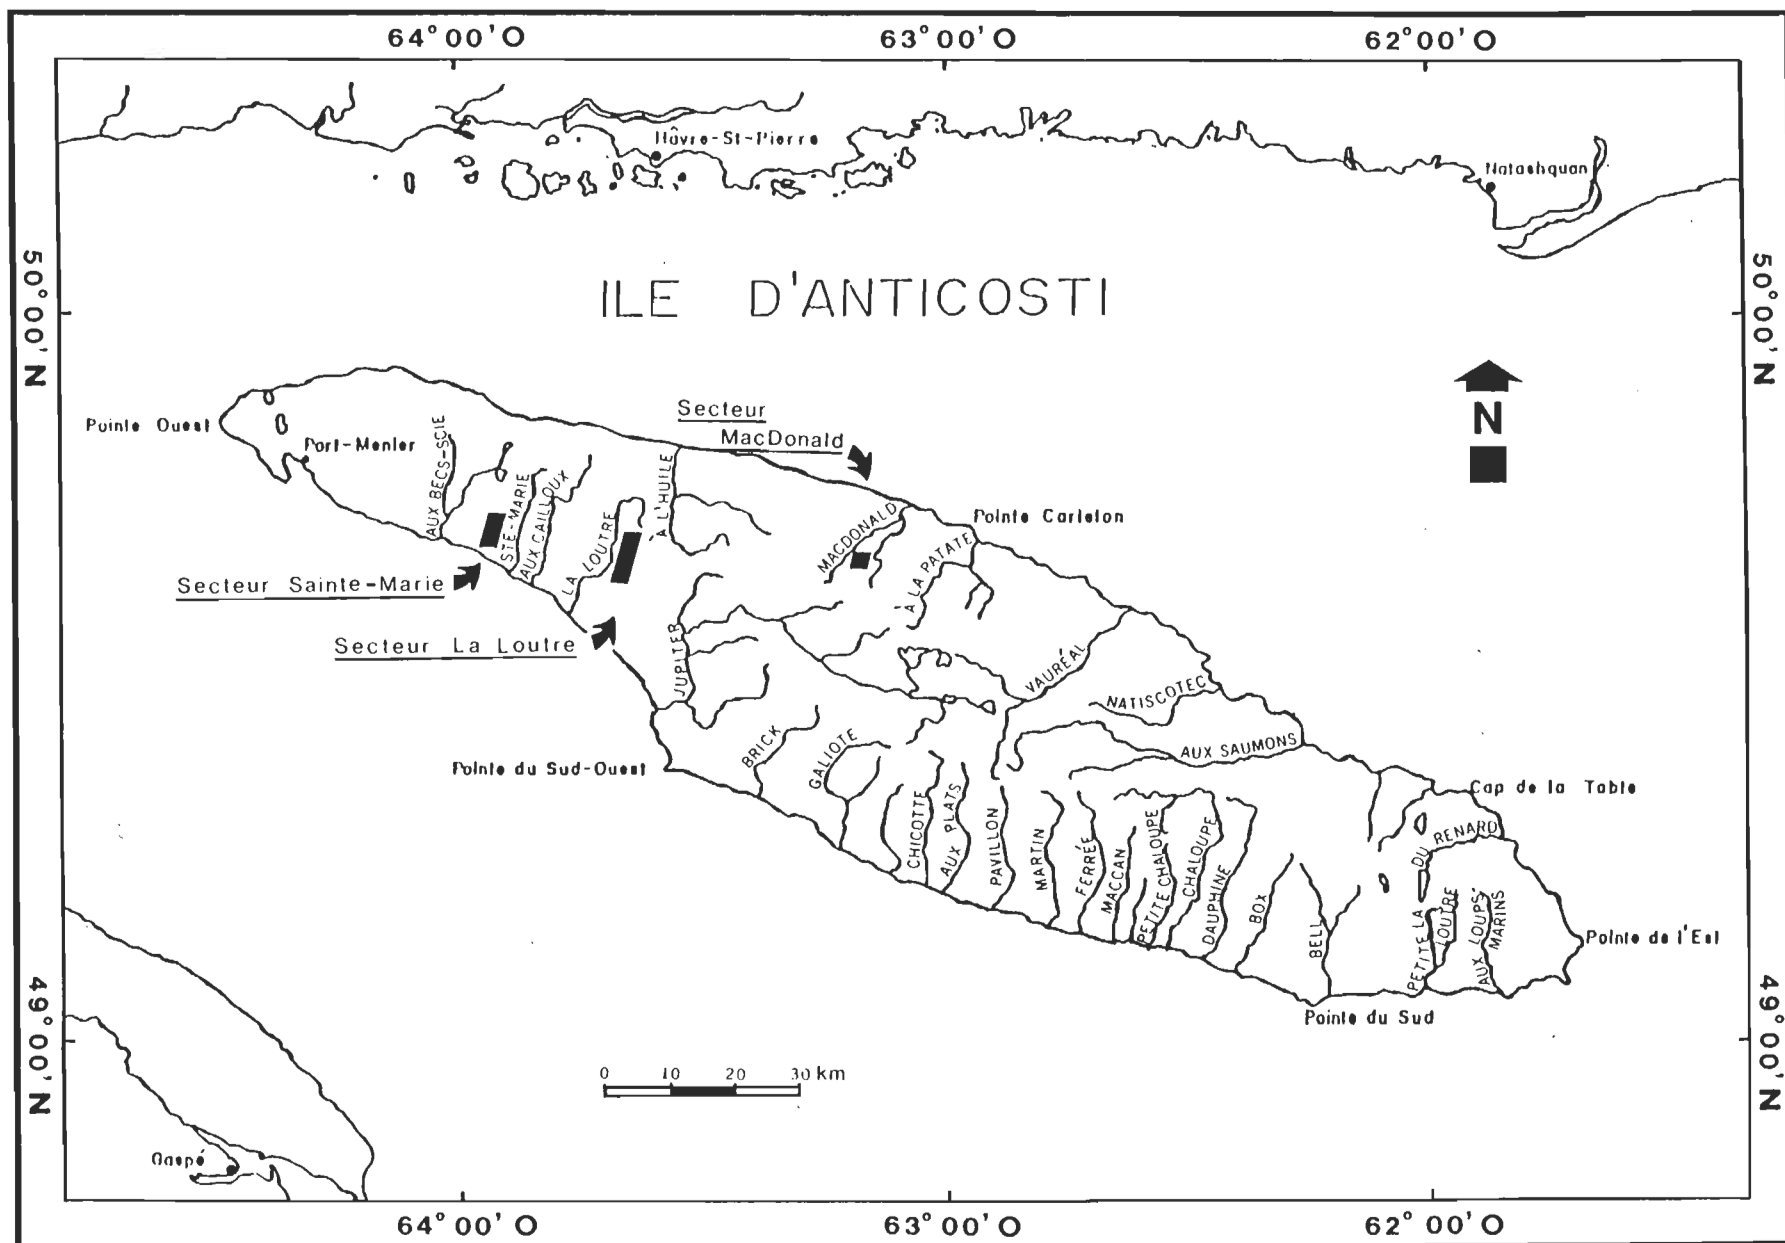 64°00'O 63°00'O 62°00'O
Hâvre-St-Pierre
Natashquan
50°00'N
50°00'N
ILE D'ANTICOSTI
N
Secteur
MacDonald
Pointe Ouest
Port-Menier
AUX BECS-SCIE
STE-MARIE
AUX CAILLOUX
LA LOUTRE
À L'HUILE
MACDONALD
À LA PATATE
Pointe Carleton
Secteur Sainte-Marie
Secteur La Loutre
JUPITER
VAURÉAL
NATISCOTEC
AUX SAUMONS
BRICK
GALIOTE
Pointe du Sud-Ouest
CHICOTTE
AUX PLATS
PAVILLON
MARTIN
FERRÉE
MACCAN
PETITE CHALOUPE
CHALOUPE
DAUPHINE
BOX
BELL
Cap de la Table
DU RENARD
PETITE LA
LOUTRE
AUX LOUPS
MARINS
Pointe de l'Est
Pointe du Sud
49°00'N
49°00'N
0 10 20 30 km
Gaspé
64°00'O 63°00'O 62°00'O